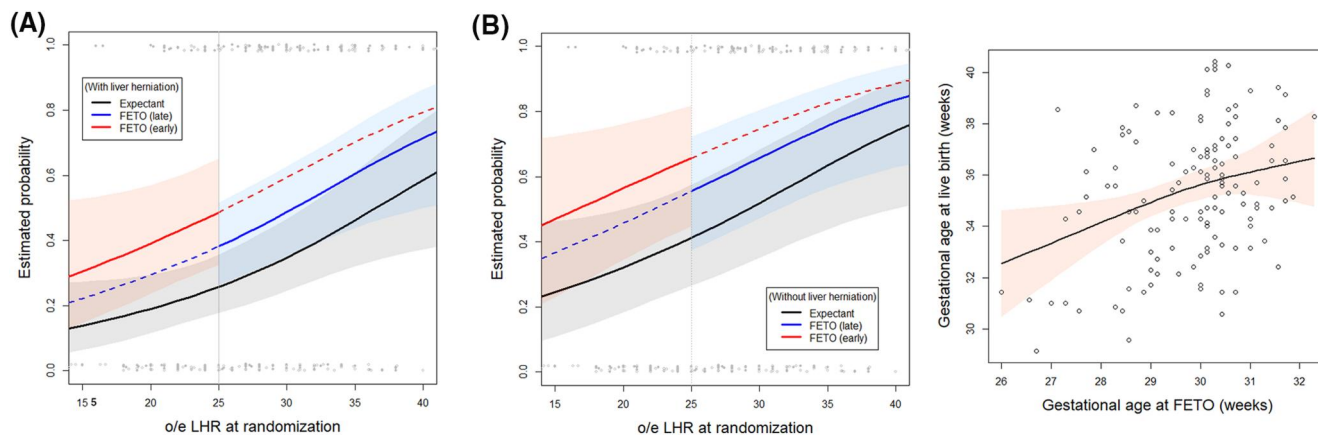 (A)
Estimated probability
1.0
0.8
0.6
0.4
0.2
0.0
(With liver herniation)
Expectant
FETO (late)
FETO (early)
15 5 20 25 30 35 40
o/e LHR at randomization
(B)
Estimated probability
1.0
0.8
0.6
0.4
0.2
0.0
(Without liver herniation)
Expectant
FETO (late)
FETO (early)
15 20 25 30 35 40
o/e LHR at randomization
Gestational age at live birth (weeks)
40
38
36
34
32
30
26 27 28 29 30 31 32
Gestational age at FETO (weeks)